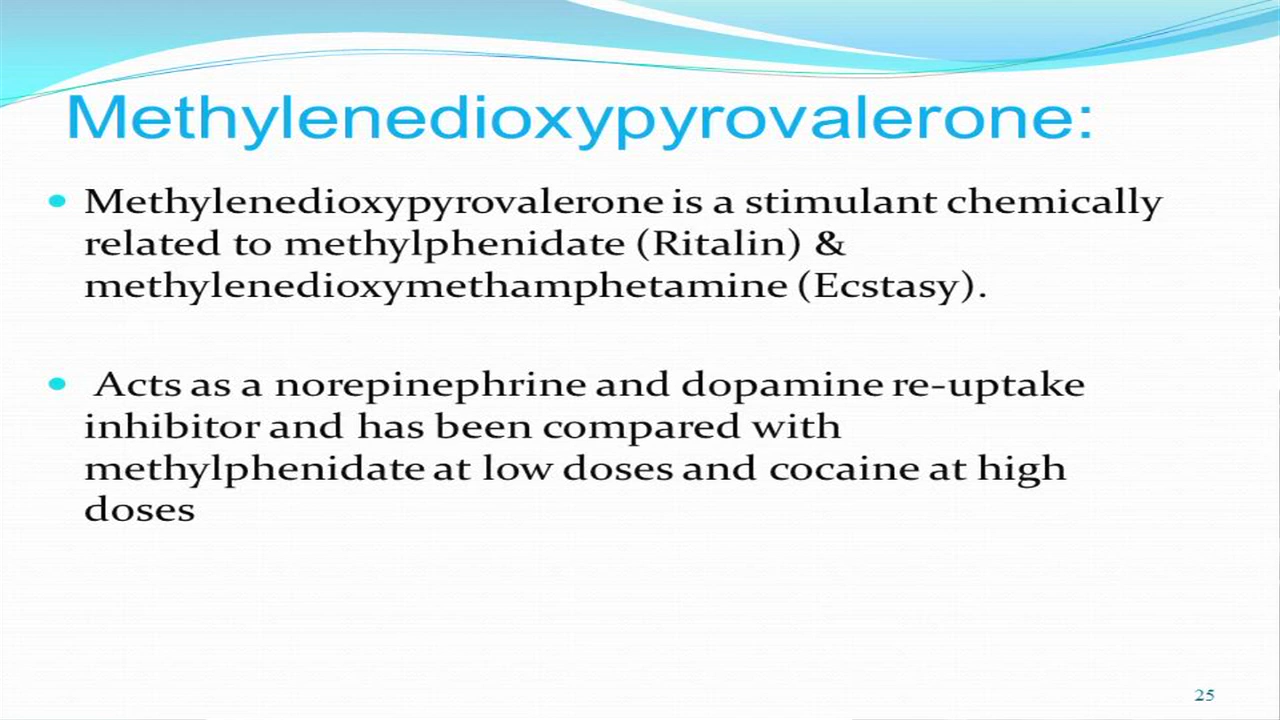 Methylenedioxypyrovalerone:
• Methylenedioxypyrovalerone is a stimulant chemically
related to methylphenidate (Ritalin) &
methylenedioxymethamphetamine (Ecstasy).
• Acts as a norepinephrine and dopamine re-uptake
inhibitor and has been compared with
methylphenidate at low doses and cocaine at high
doses
25